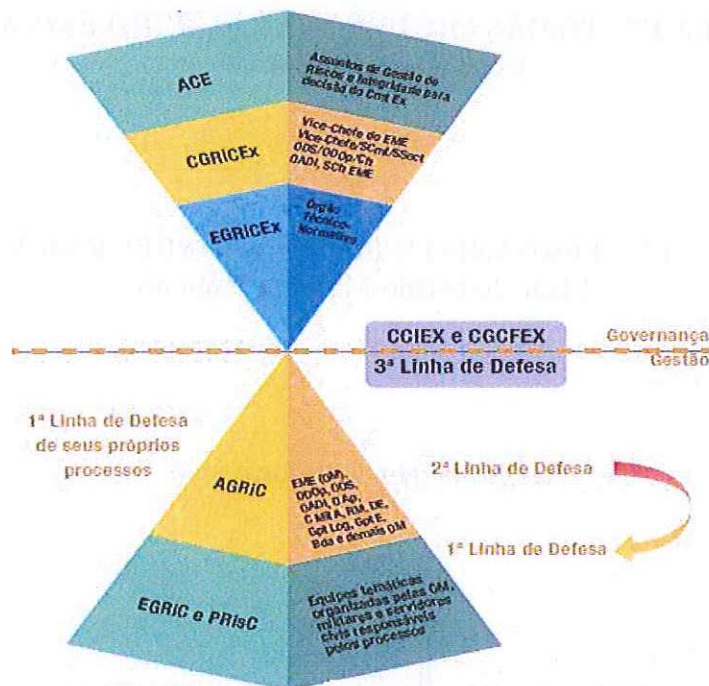 ACE
Assuntos de Gestão de
Riscos e Integridade para
decisão do Cmt Ex
CGRICEx
Vice-Chefe do EME
Vice-Chefe/SCmt/SSect
ODS/ODOp/Ch
OADI, SCh EME
EGRICEx
Órgão
Técnico-
Normativo
CCIEX e CGCFEX
3ª Linha de Defesa
Governança
Gestão
1ª Linha de Defesa
de seus próprios
processos
AGRiC
EME (OM),
ODOp, ODS,
OADI, OAp,
C Mil A, RM, DE,
Gpt Log, Gpt E,
Bda e demais OM
2ª Linha de Defesa
1ª Linha de Defesa
EGRiC e PRisC
Equipes temáticas
organizadas pelas OM,
militares e servidores
civis responsáveis
pelos processos